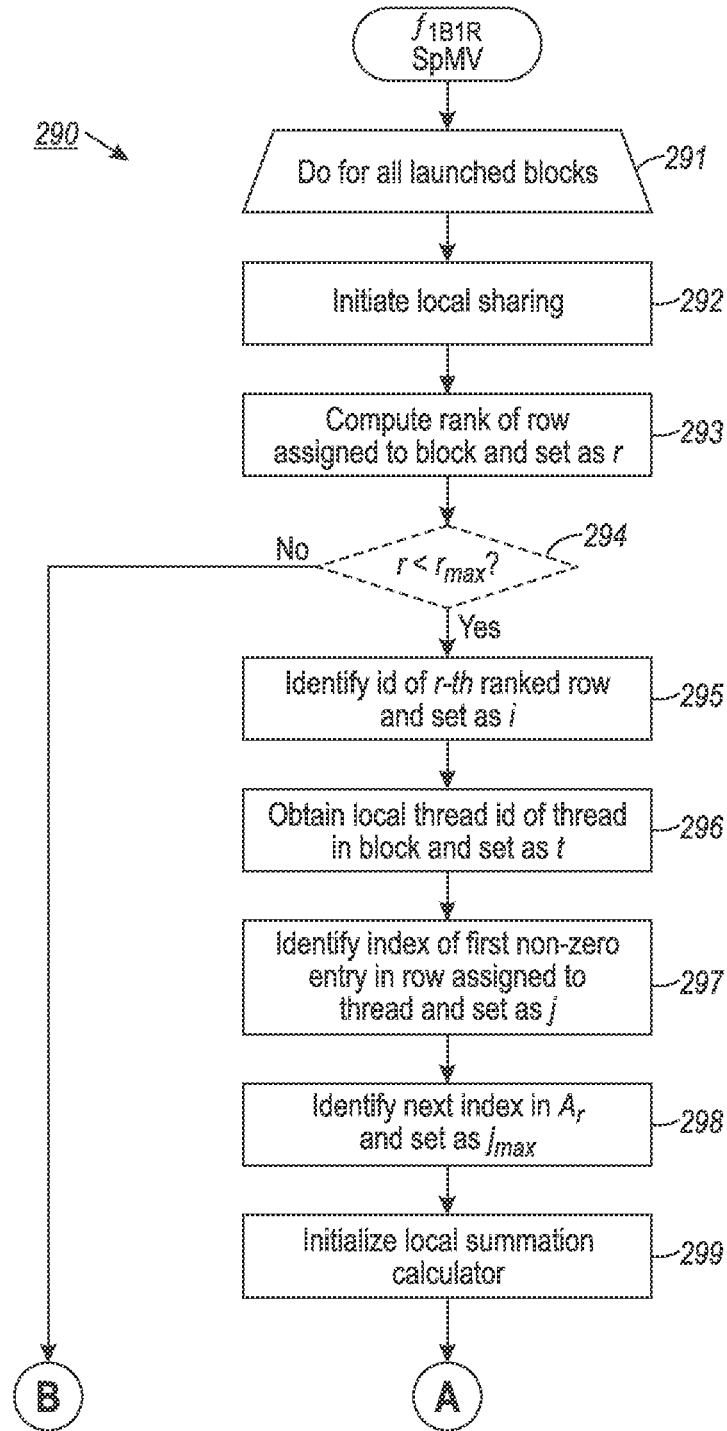 f1B1R
SpMV
290
Do for all launched blocks
291
Initiate local sharing
292
Compute rank of row
assigned to block and set as r
293
294
No
r < rmax?
Yes
Identify id of r-th ranked row
and set as i
295
Obtain local thread id of thread
in block and set as t
296
Identify index of first non-zero
entry in row assigned to
thread and set as j
297
Identify next index in Ar
and set as jmax
298
Initialize local summation
calculator
299
B
A